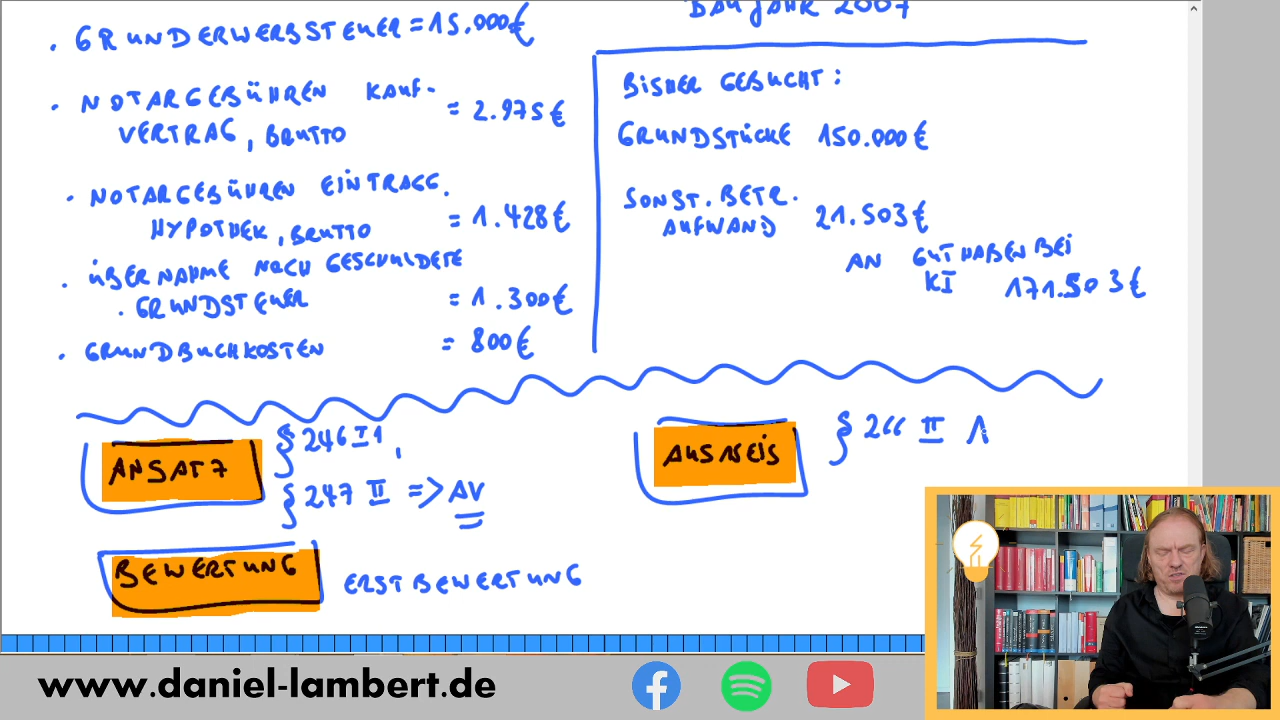 BAUJAHR 2007
• GRUNDERWERBSTEUER = 15.000€
• NOTARGEBÜHREN KAUF-
VERTRAG, BRUTTO = 2.975€
• NOTARGEBÜHREN EINTRAGG.
HYPOTHEK, BRUTTO = 1.428€
• ÜBERNAHME NOCH GESCHULDETE
• GRUNDSTEUER = 1.300€
• GRUNDBUCHKOSTEN = 800€
BISHER GEBUCHT:
GRUNDSTÜCKE 150.000€
SONST. BETR.
AUFWAND 21.503€
AN GUTHABEN BEI
KI 171.503€
ANSATZ § 246 I 1,
§ 247 II => AV
BEWERTUNG ERSTBEWERTUNG
AUSWEIS § 266 II A
www.daniel-lambert.de